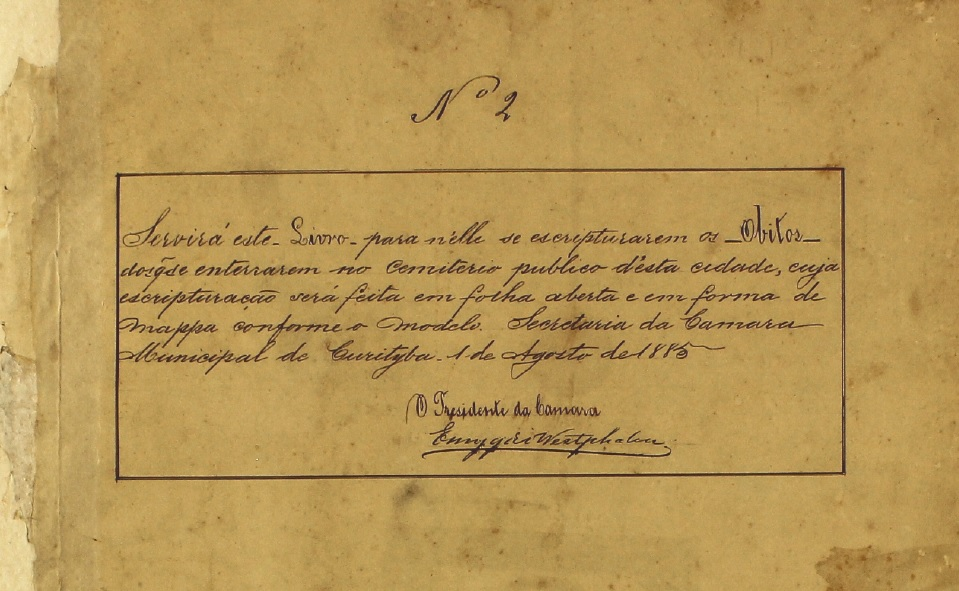 Nº 2
Servirá este Livro para n'elle se escripturarem os Obitos
dos q̃ se enterrarem no cemiterio publico d'esta cidade, cuja
escripturação será feita em folha aberta e em forma de
mappa conforme o modelo. Secretaria da Camara
Municipal de Curityba 1 de Agosto de 1885
O Presidente da Camara
Westphalen